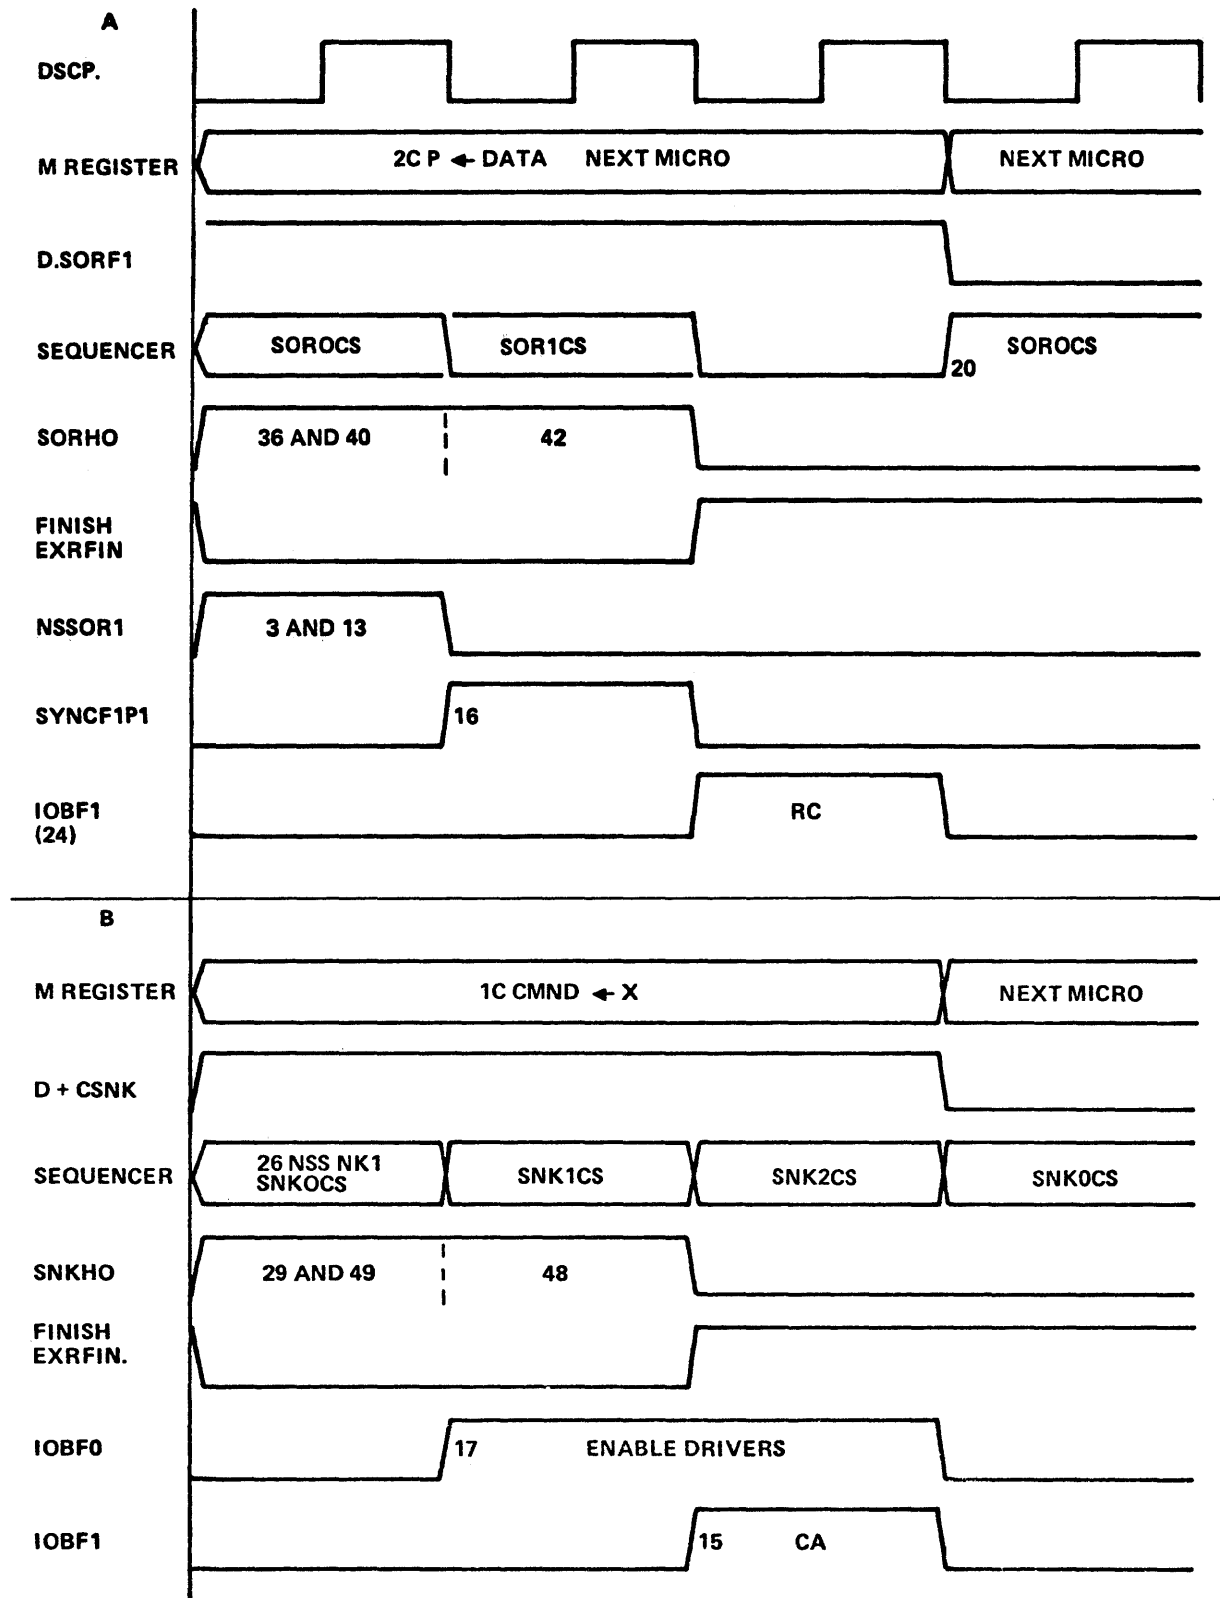 A
DSCP.
M REGISTER
2C P ← DATA NEXT MICRO
NEXT MICRO
D.SORF1
SEQUENCER
SOROCS
SOR1CS
20
SOROCS
SORHO
36 AND 40
42
FINISH
EXRFIN
NSSOR1
3 AND 13
SYNCF1P1
16
IOBF1
(24)
RC
B
M REGISTER
1C CMND ← X
NEXT MICRO
D + CSNK
SEQUENCER
26 NSS NK1
SNKOCS
SNK1CS
SNK2CS
SNK0CS
SNKHO
29 AND 49
48
FINISH
EXRFIN.
IOBF0
17
ENABLE DRIVERS
IOBF1
15
CA